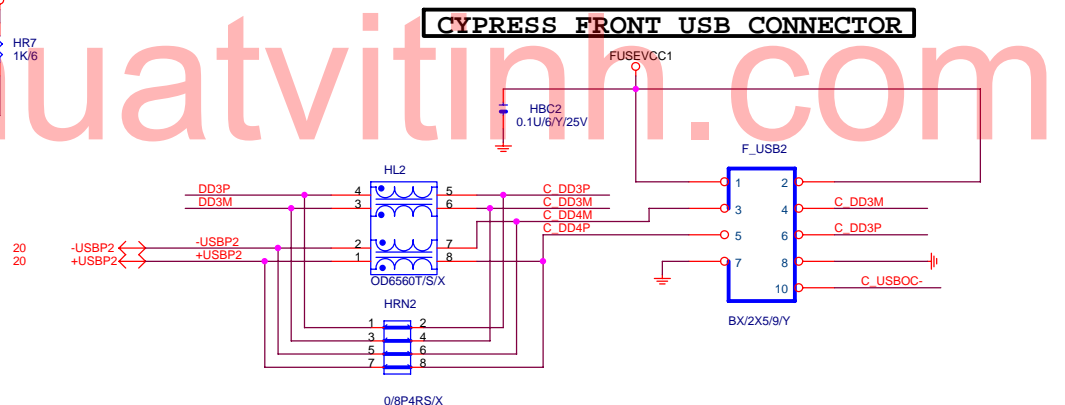 CYPRESS FRONT USB CONNECTOR
HR7
1K/6
FUSEVCC1
uatvitinh.com
HBC2
0.1U/6/Y/25V
F_USB2
HL2
1 2
DD3P 4 5 C_DD3P
DD3M 3 6 C_DD3M 3 4 C_DD3M
C_DD4M
C_DD4P 5 6 C_DD3P
20 -USBP2 -USBP2 2 7
20 +USBP2 +USBP2 1 8 7 8
OD6560T/S/X
10 C_USBOC-
HRN2
BX/2X5/9/Y
1 2
3 4
5 6
7 8
0/8P4RS/X